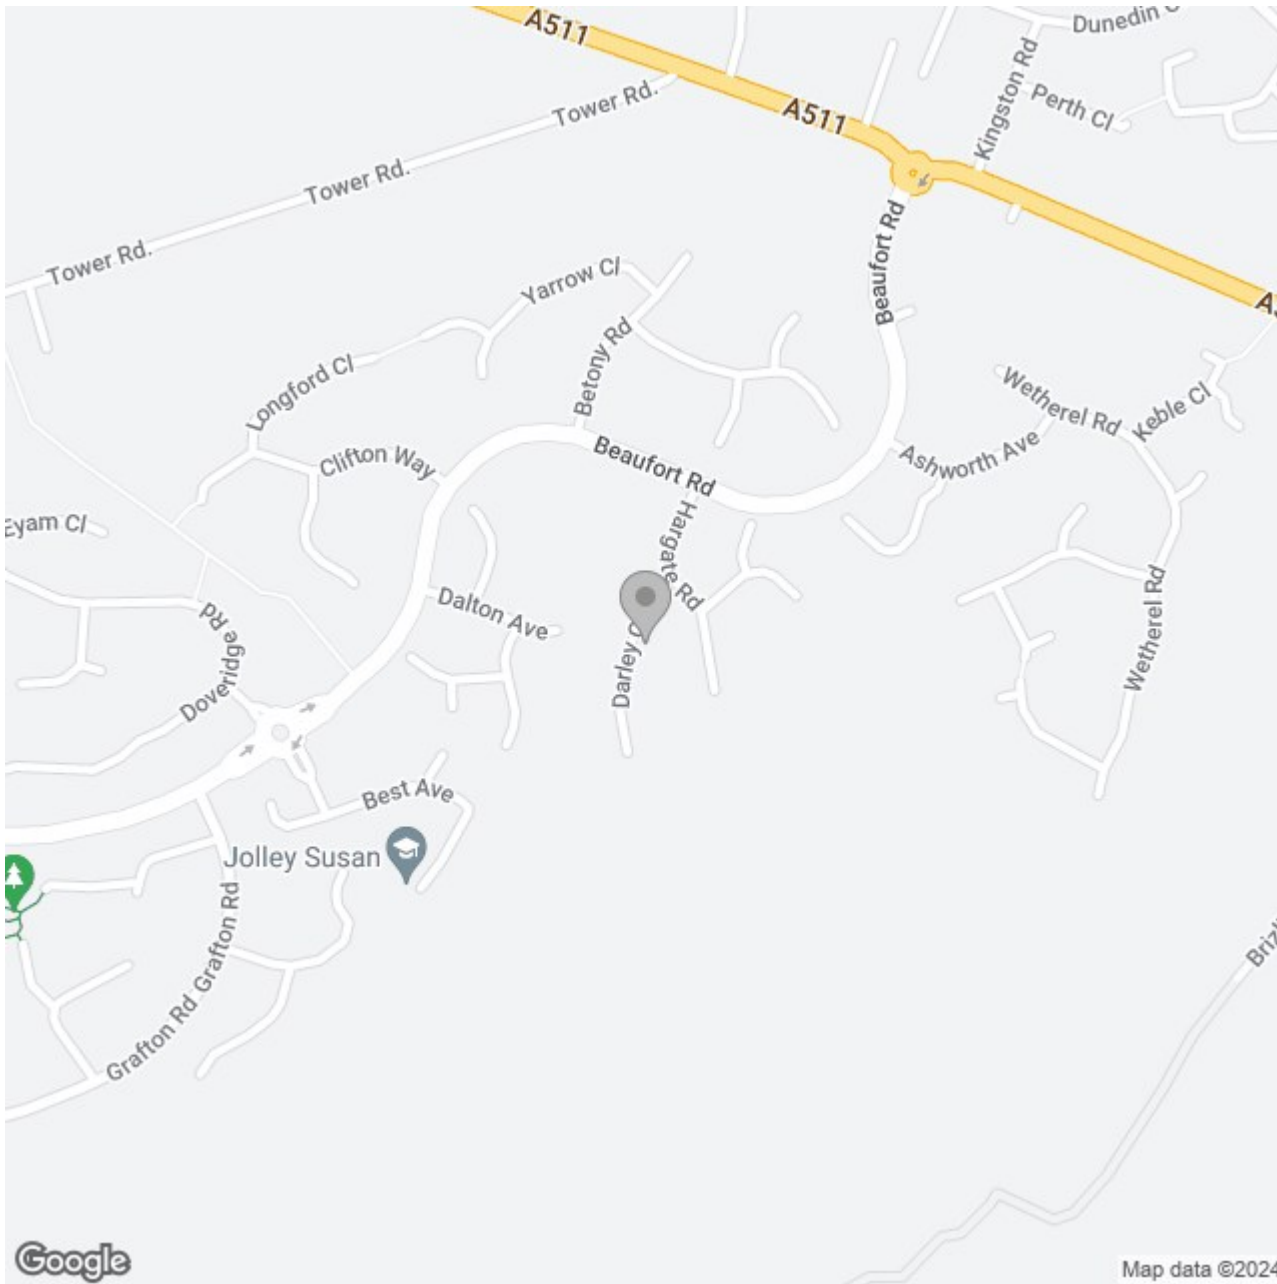 A511
Dunedin C
Kingston Rd
Perth Cl
Tower Rd.
A511
Tower Rd.
Tower Rd.
Beaufort Rd
Yarrow Cl
Betony Rd
Longford Cl
Wetherel Rd
Keble Cl
Ashworth Ave
Clifton Way
Beaufort Rd
Hargate Rd
Eyam Cl
Dalton Ave
Doveridge Rd
Darley C
Wetherel Rd
Best Ave
Jolley Susan
Grafton Rd
Grafton Rd
Google
Map data ©2024